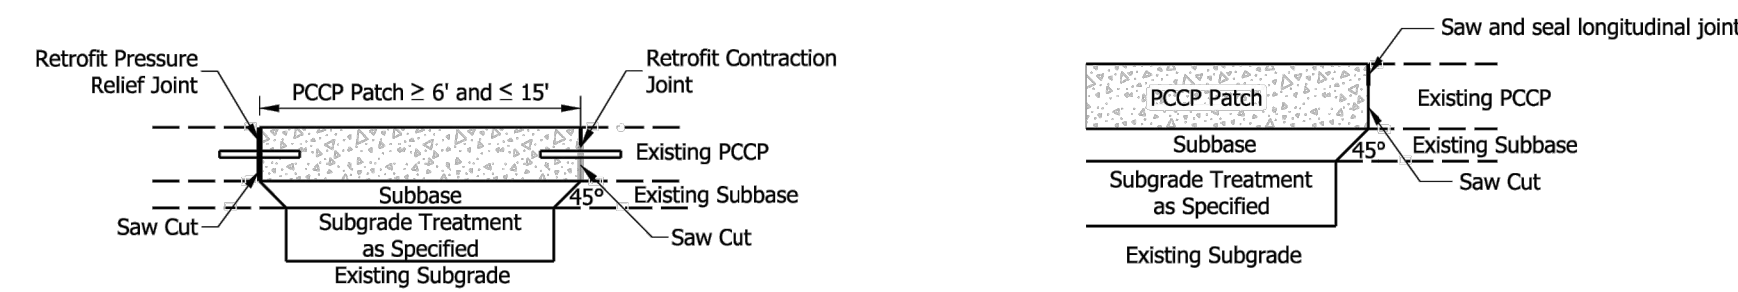 Retrofit Pressure
Relief Joint
PCCP Patch ≥ 6' and ≤ 15'
Retrofit Contraction
Joint
Existing PCCP
Subbase
45°
Existing Subbase
Saw Cut
Subgrade Treatment
as Specified
Saw Cut
Existing Subgrade
Saw and seal longitudinal joint
PCCP Patch
Existing PCCP
Subbase
45°
Existing Subbase
Subgrade Treatment
as Specified
Saw Cut
Existing Subgrade